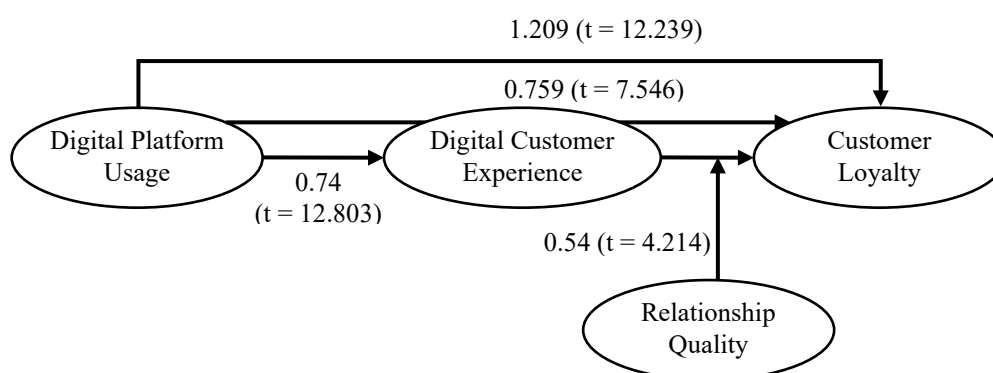 1.209 (t = 12.239)
0.759 (t = 7.546)
Digital Platform
Usage
Digital Customer
Experience
Customer
Loyalty
0.74
(t = 12.803)
0.54 (t = 4.214)
Relationship
Quality